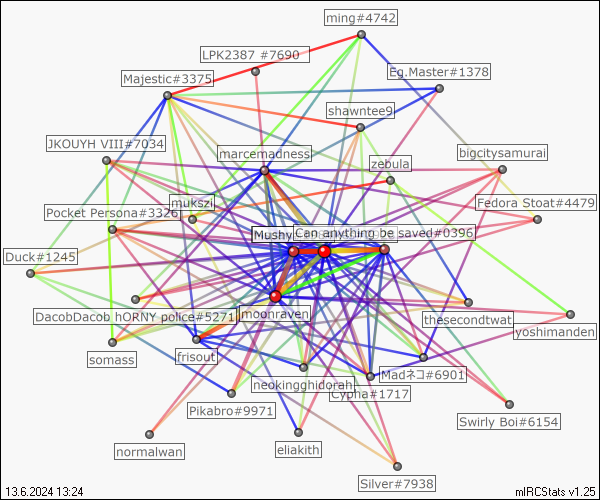 ming#4742
LPK2387 #7690
Majestic#3375
Eg.Master#1378
shawntee9
JKOUYH VIII#7034
marcemadness
bigcitysamurai
zebula
mukszi
Fedora Stoat#4479
Pocket Persona#3326
Mushy
Can anything be saved#0396
Duck#1245
DacobDacob hORNY police#5271
moonraven
thesecondtwat
yoshimanden
somass
frisout
neokingghidorah
Madネコ#6901
Cypha#1717
Pikabro#9971
Swirly Boi#6154
normalwan
eliakith
Silver#7938
13.6.2024 13:24
mIRCStats v1.25